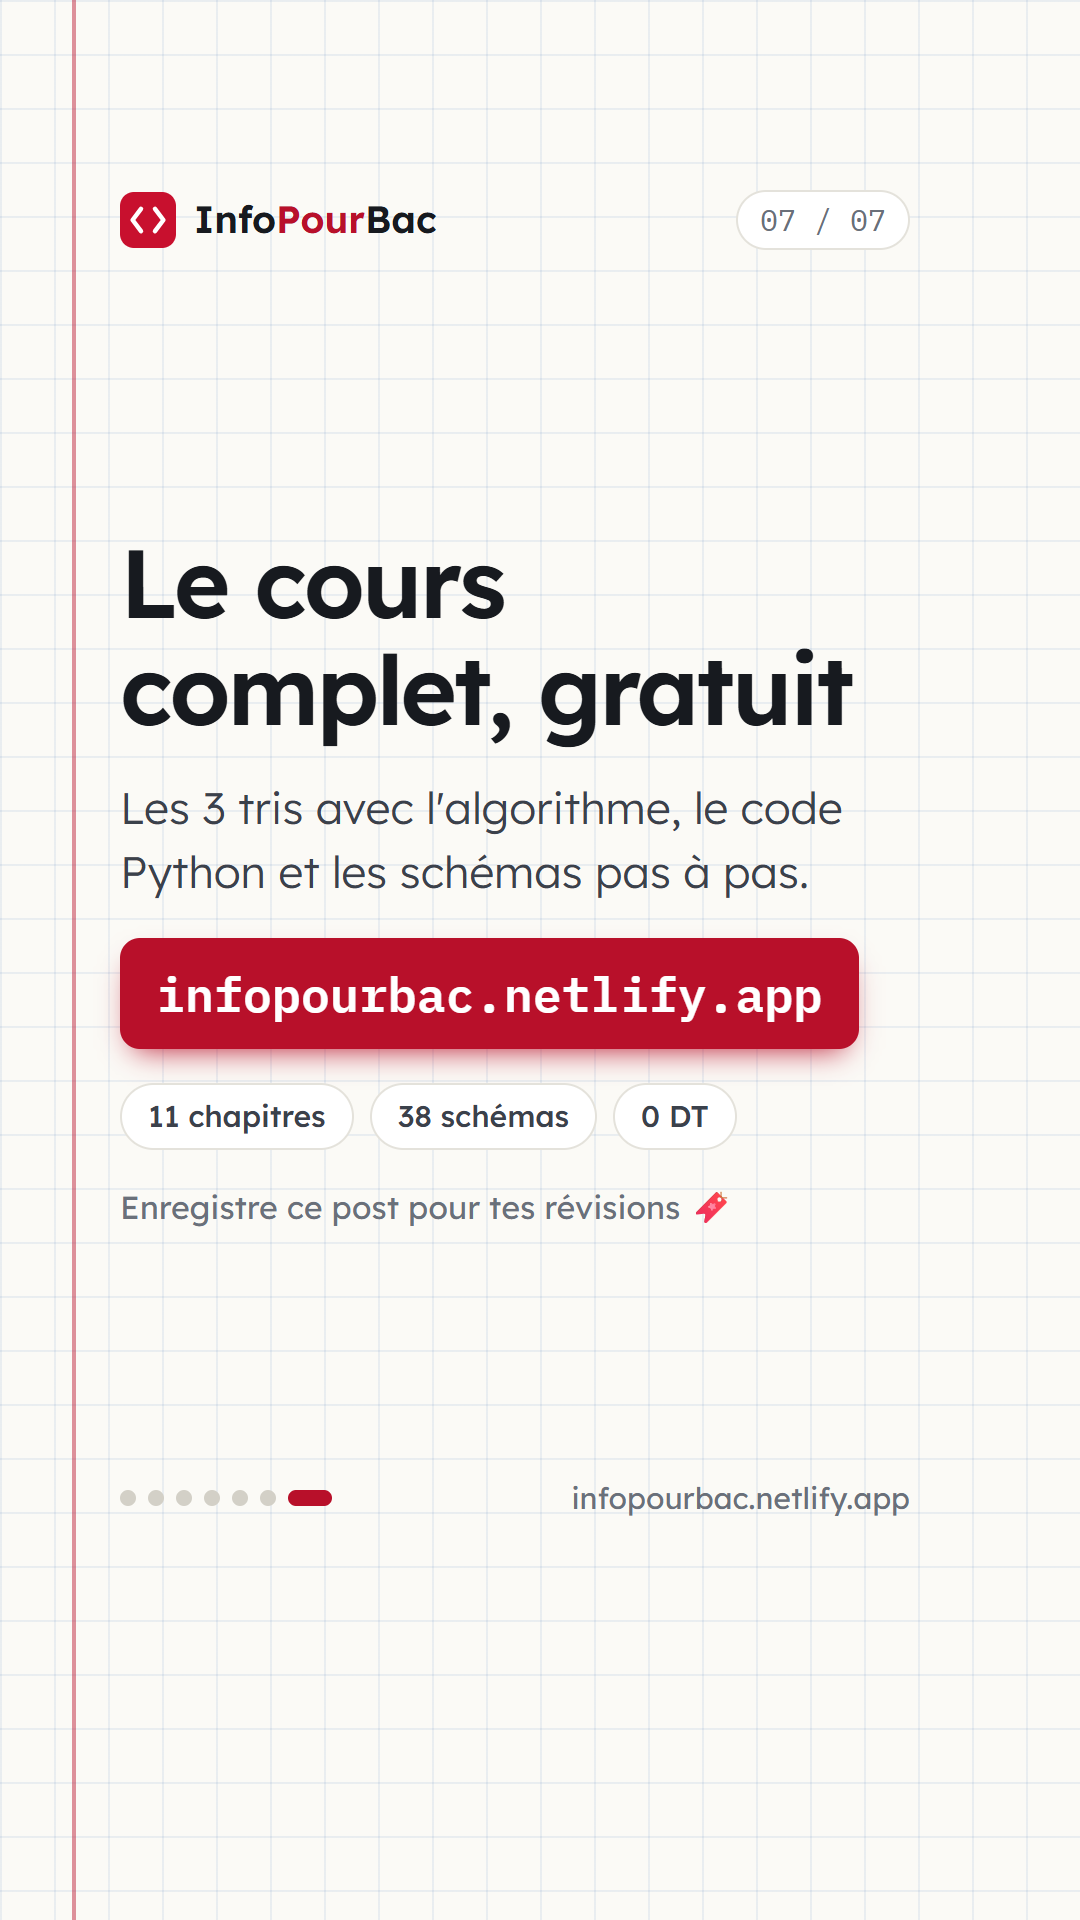 InfoPourBac
07 / 07
Le cours
complet, gratuit
Les 3 tris avec l'algorithme, le code
Python et les schémas pas à pas.
infopourbac.netlify.app
11 chapitres
38 schémas
0 DT
Enregistre ce post pour tes révisions
infopourbac.netlify.app